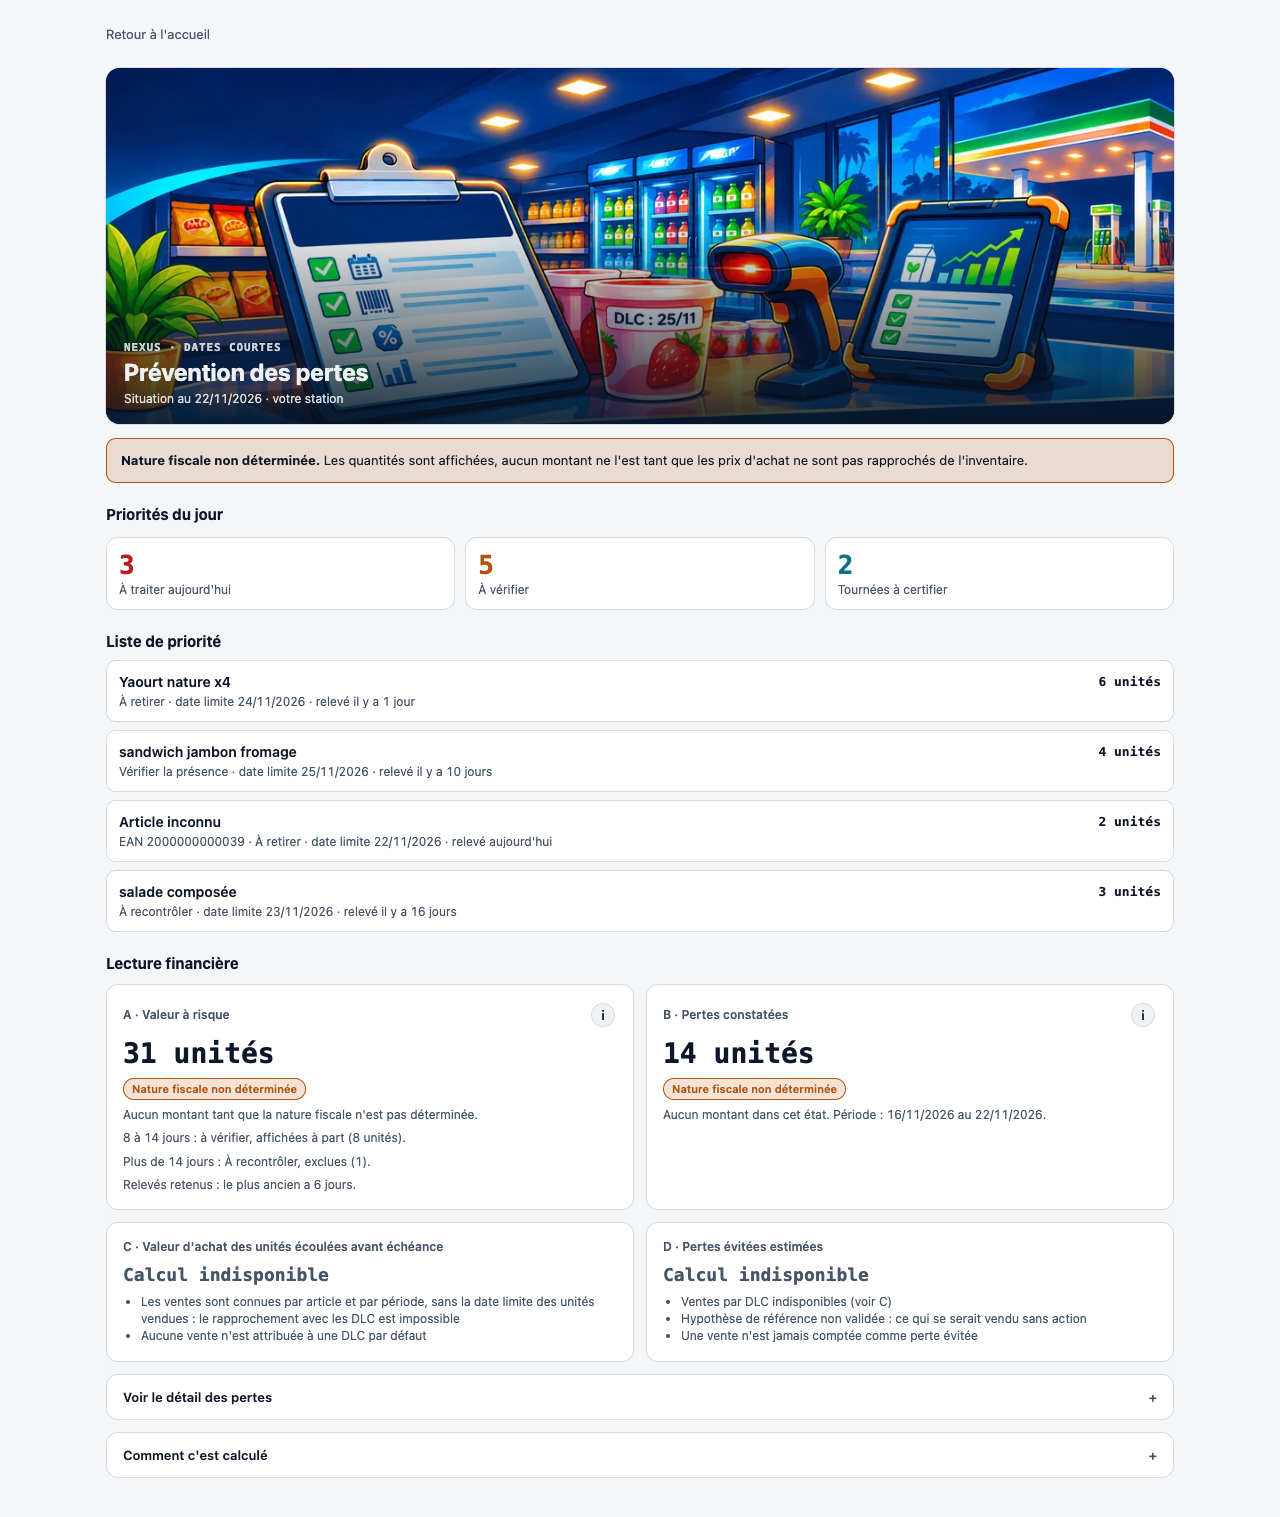 Retour à l'accueil
DLC : 25/11
NEXUS · DATES COURTES
Prévention des pertes
Situation au 22/11/2026 · votre station
Nature fiscale non déterminée. Les quantités sont affichées, aucun montant ne l'est tant que les prix d'achat ne sont pas rapprochés de l'inventaire.
Priorités du jour
3
À traiter aujourd'hui
5
À vérifier
2
Tournées à certifier
Liste de priorité
Yaourt nature x4
6 unités
À retirer · date limite 24/11/2026 · relevé il y a 1 jour
sandwich jambon fromage
4 unités
Vérifier la présence · date limite 25/11/2026 · relevé il y a 10 jours
Article inconnu
2 unités
EAN 2000000000039 · À retirer · date limite 22/11/2026 · relevé aujourd'hui
salade composée
3 unités
À recontrôler · date limite 23/11/2026 · relevé il y a 16 jours
Lecture financière
A · Valeur à risque
i
31 unités
Nature fiscale non déterminée
Aucun montant tant que la nature fiscale n'est pas déterminée.
8 à 14 jours : à vérifier, affichées à part (8 unités).
Plus de 14 jours : À recontrôler, exclues (1).
Relevés retenus : le plus ancien a 6 jours.
B · Pertes constatées
i
14 unités
Nature fiscale non déterminée
Aucun montant dans cet état. Période : 16/11/2026 au 22/11/2026.
C · Valeur d'achat des unités écoulées avant échéance
Calcul indisponible
• Les ventes sont connues par article et par période, sans la date limite des unités
vendues : le rapprochement avec les DLC est impossible
• Aucune vente n'est attribuée à une DLC par défaut
D · Pertes évitées estimées
Calcul indisponible
• Ventes par DLC indisponibles (voir C)
• Hypothèse de référence non validée : ce qui se serait vendu sans action
• Une vente n'est jamais comptée comme perte évitée
Voir le détail des pertes
+
Comment c'est calculé
+